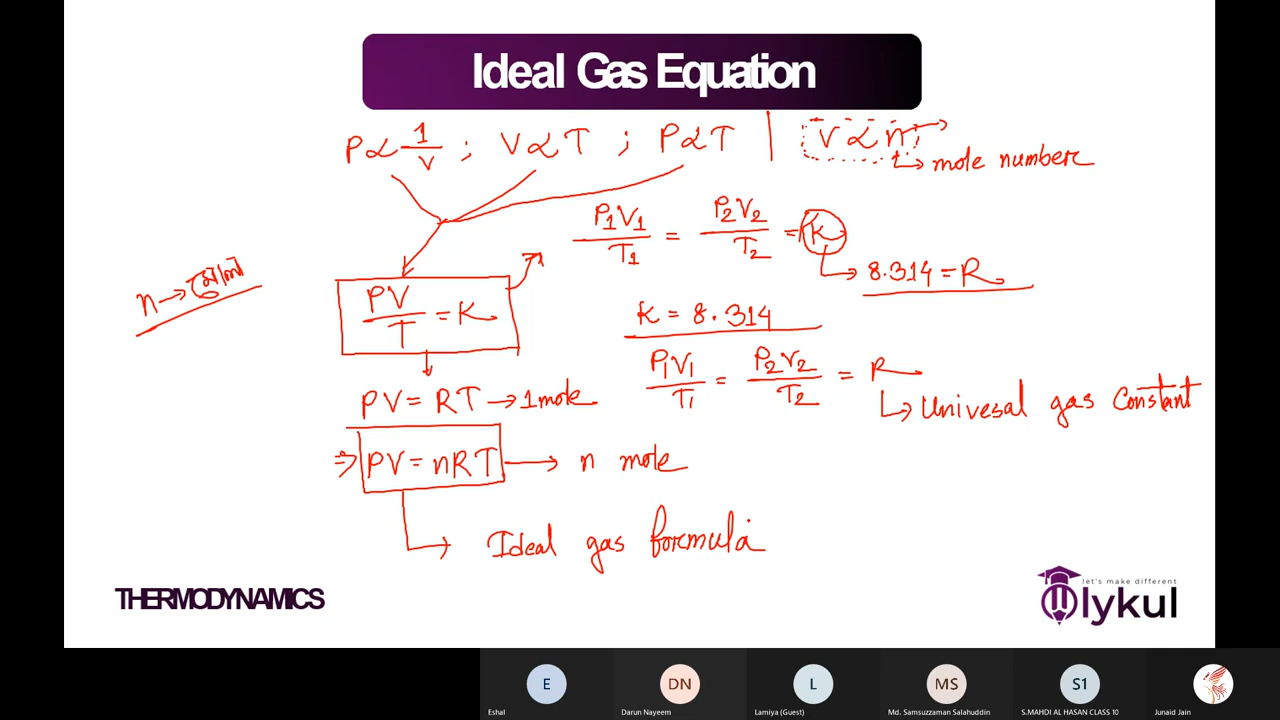 Ideal Gas Equation
P∝ 1/V ; V∝T ; P∝T | V∝n
→ mole number
P₁V₁/T₁ = P₂V₂/T₂ = K
→ 8.314 = R
n →
PV/T = K
K = 8.314
P₁V₁/T₁ = P₂V₂/T₂ = R
→ Univesal gas Constant
PV = RT → 1 mole
⇒ PV = nRT → n mole
→ Ideal gas formula
THERMODYNAMICS
let's make different
lykul
E
DN
L
MS
S1
Eshal
Darun Nayeem
Lamiya (Guest)
Md. Samsuzzaman Salahuddin
S.MAHDI AL HASAN CLASS 10
Junaid Jain